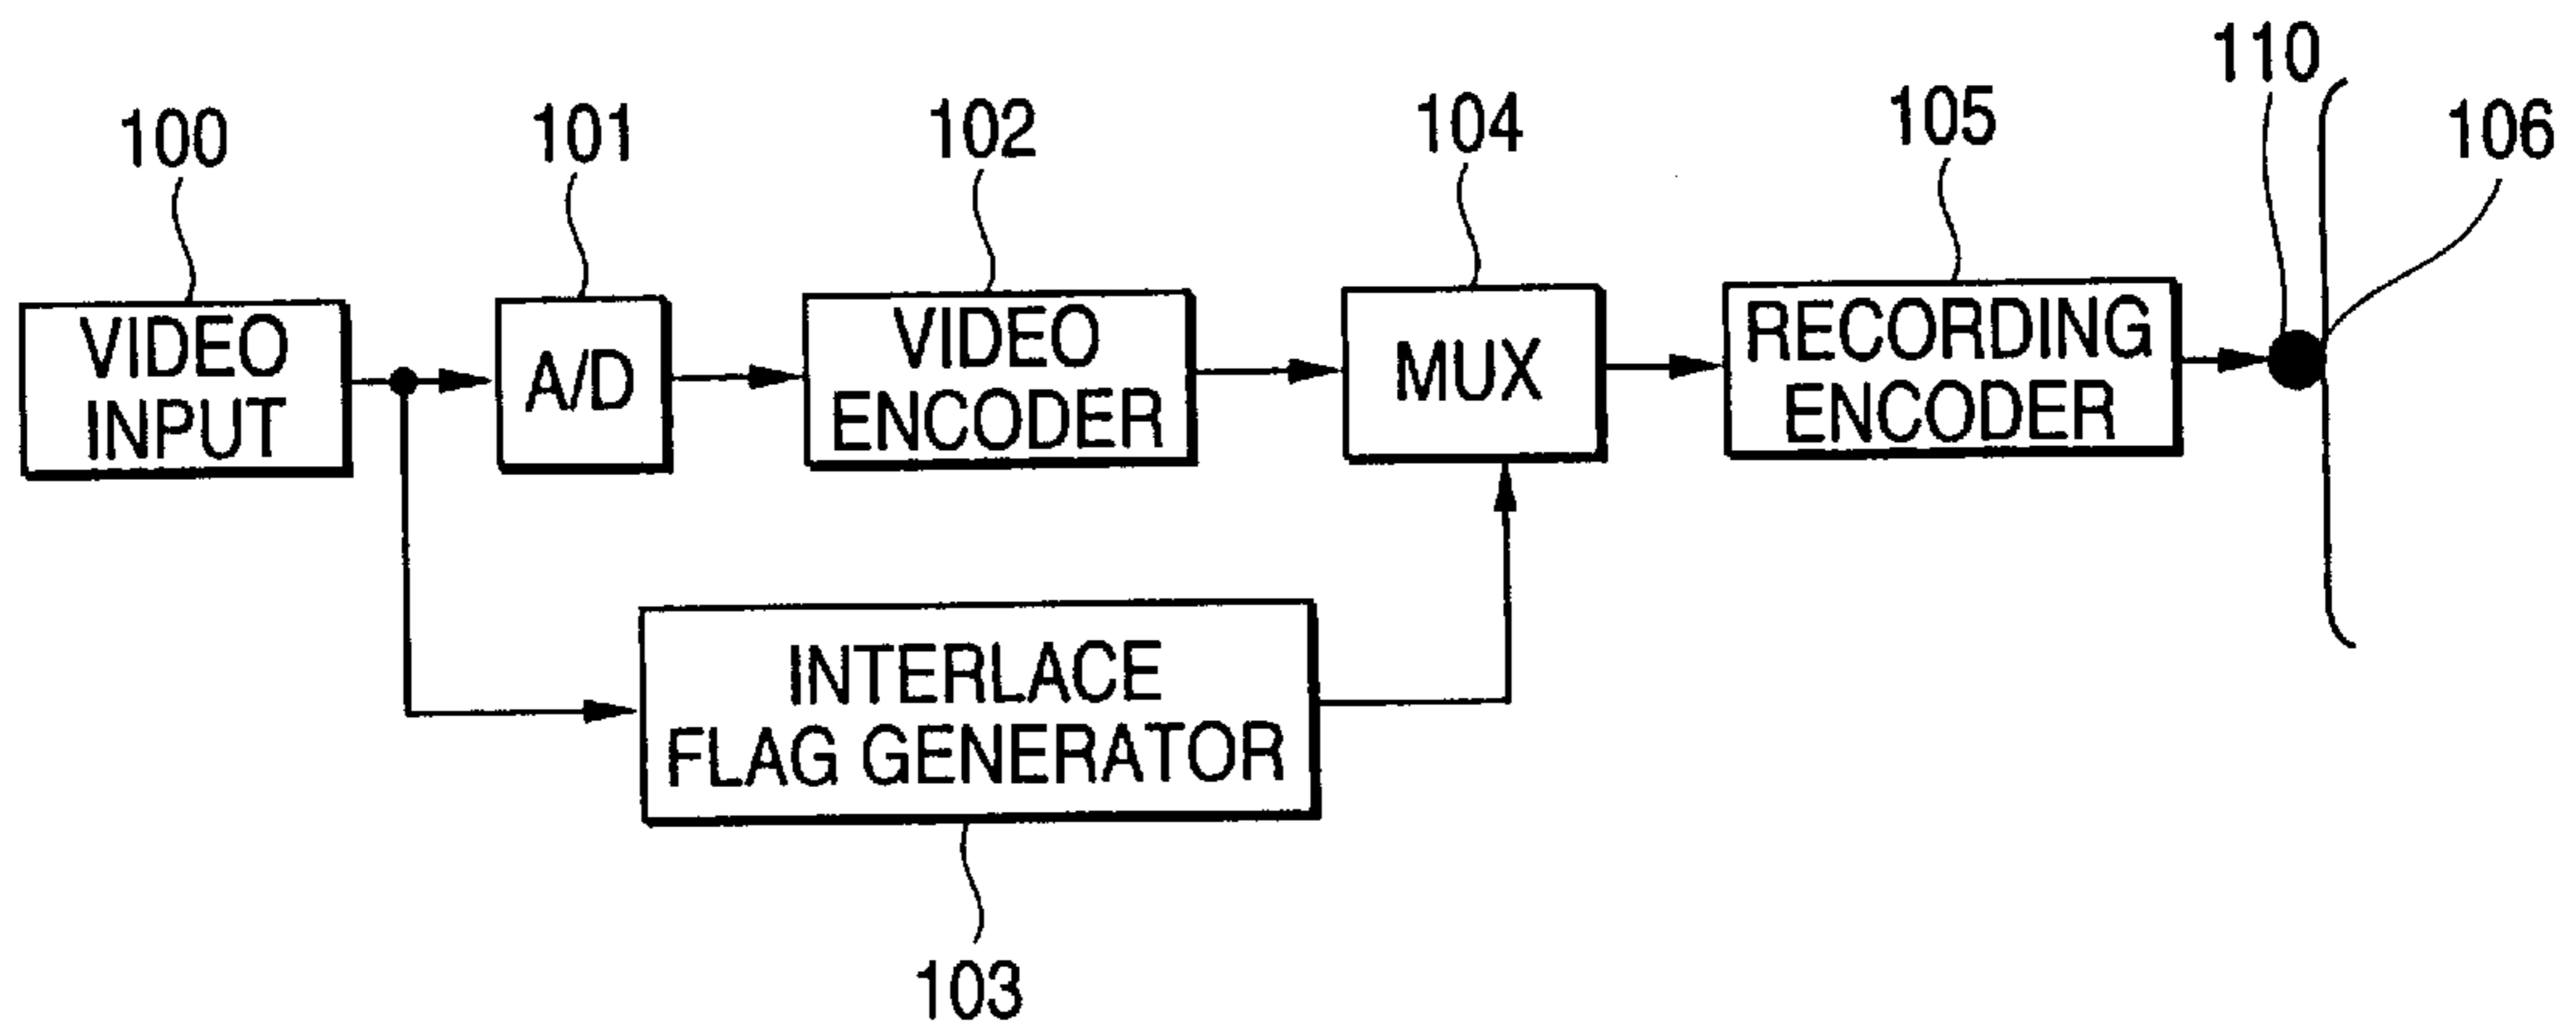 110
100
101
102
104
105
106
VIDEO
INPUT
A/D
VIDEO
ENCODER
MUX
RECORDING
ENCODER
INTERLACE
FLAG GENERATOR
103